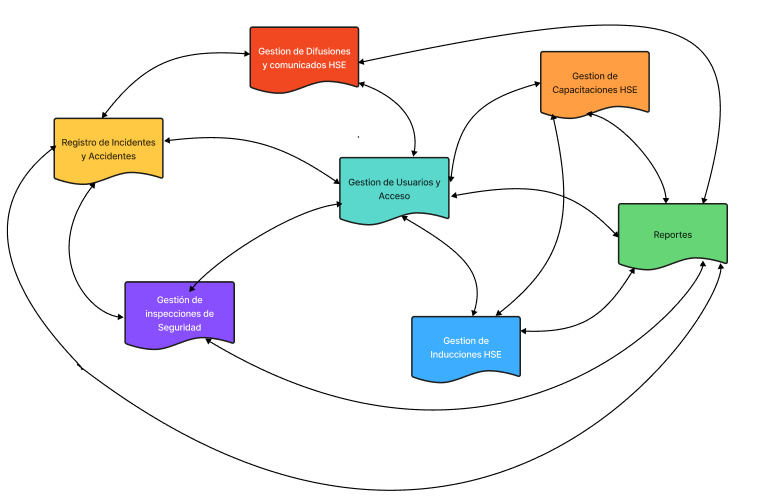 Gestion de Difusiones
y comunicados HSE
Gestion de
Capacitaciones HSE
Registro de Incidentes
y Accidentes
Gestion de Usuarios y
Acceso
Reportes
Gestión de
inspecciones de
Seguridad
Gestion de
Inducciones HSE